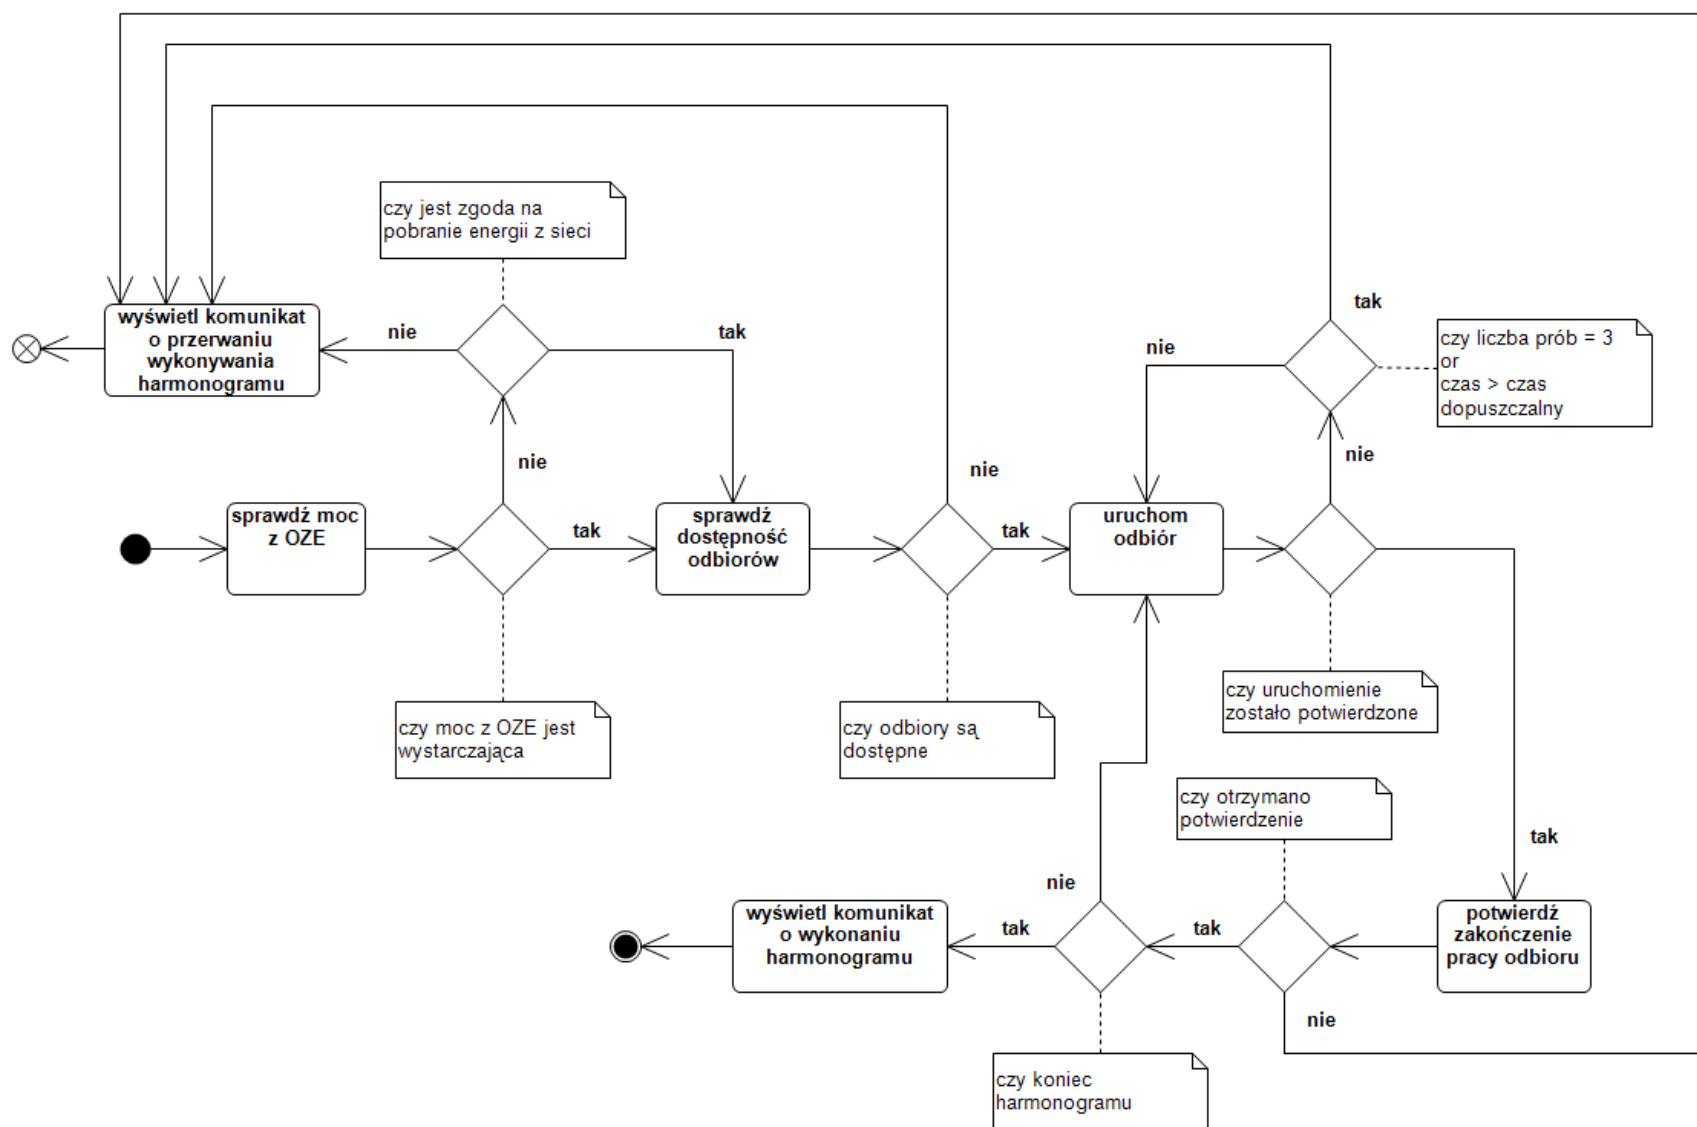 czy jest zgoda na
pobranie energii z sieci
wyświetl komunikat
o przerwaniu
wykonywania
harmonogramu
nie
tak
tak
nie
czy liczba prób = 3
or
czas > czas
dopuszczalny
nie
nie
nie
sprawdź moc
z OZE
tak
sprawdź
dostępność
odbiorów
tak
uruchom
odbiór
czy moc z OZE jest
wystarczająca
czy odbiory są
dostępne
czy uruchomienie
zostało potwierdzone
czy otrzymano
potwierdzenie
tak
nie
wyświetl komunikat
o wykonaniu
harmonogramu
tak
tak
potwierdź
zakończenie
pracy odbioru
nie
czy koniec
harmonogramu